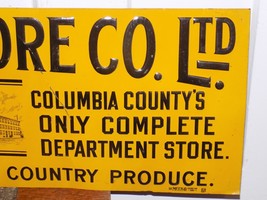 ORE CO. LTD
COLUMBIA COUNTY'S
ONLY COMPLETE
DEPARTMENT STORE.
COUNTRY PRODUCE.